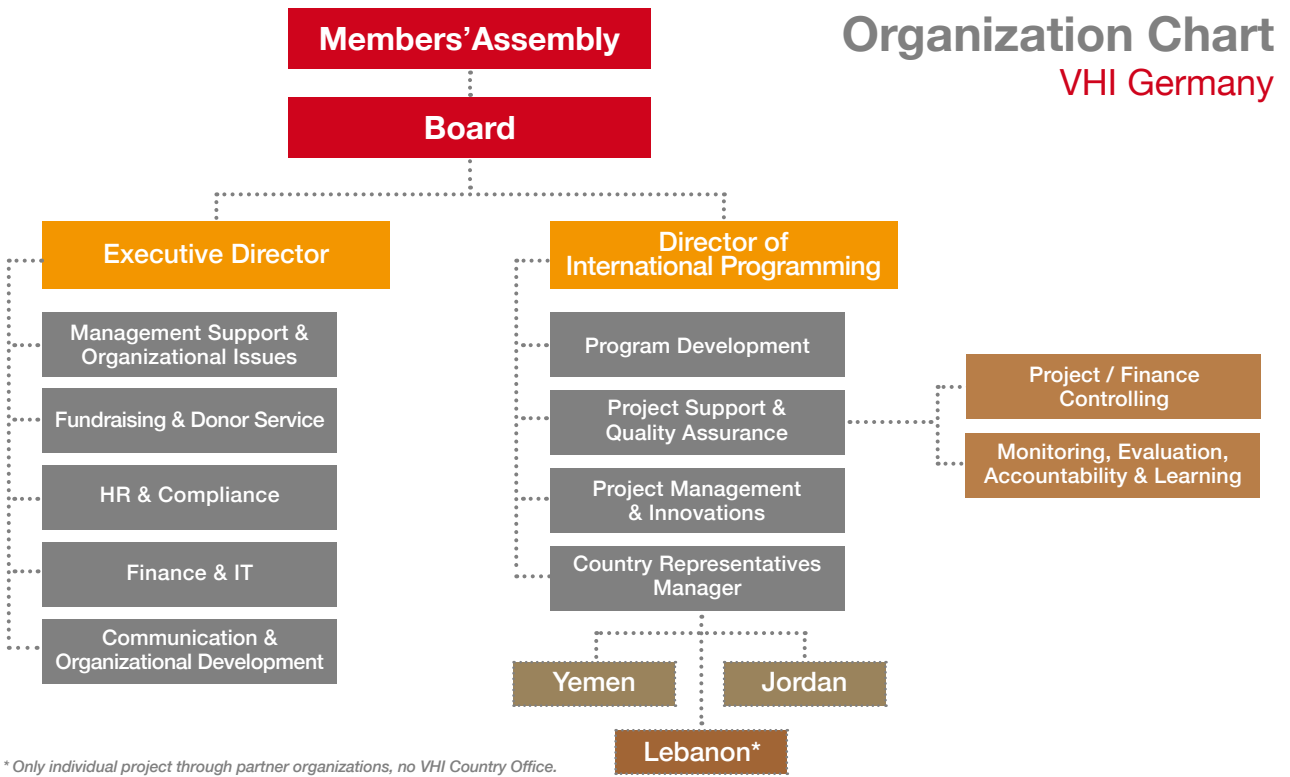 Organization Chart
VHI Germany
Members’Assembly
Board
Executive Director
Management Support &
Organizational Issues
Fundraising & Donor Service
HR & Compliance
Finance & IT
Communication &
Organizational Development
Director of
International Programming
Program Development
Project Support &
Quality Assurance
Project / Finance
Controlling
Monitoring, Evaluation,
Accountability & Learning
Project Management
& Innovations
Country Representatives
Manager
Yemen
Jordan
Lebanon*
* Only individual project through partner organizations, no VHI Country Office.